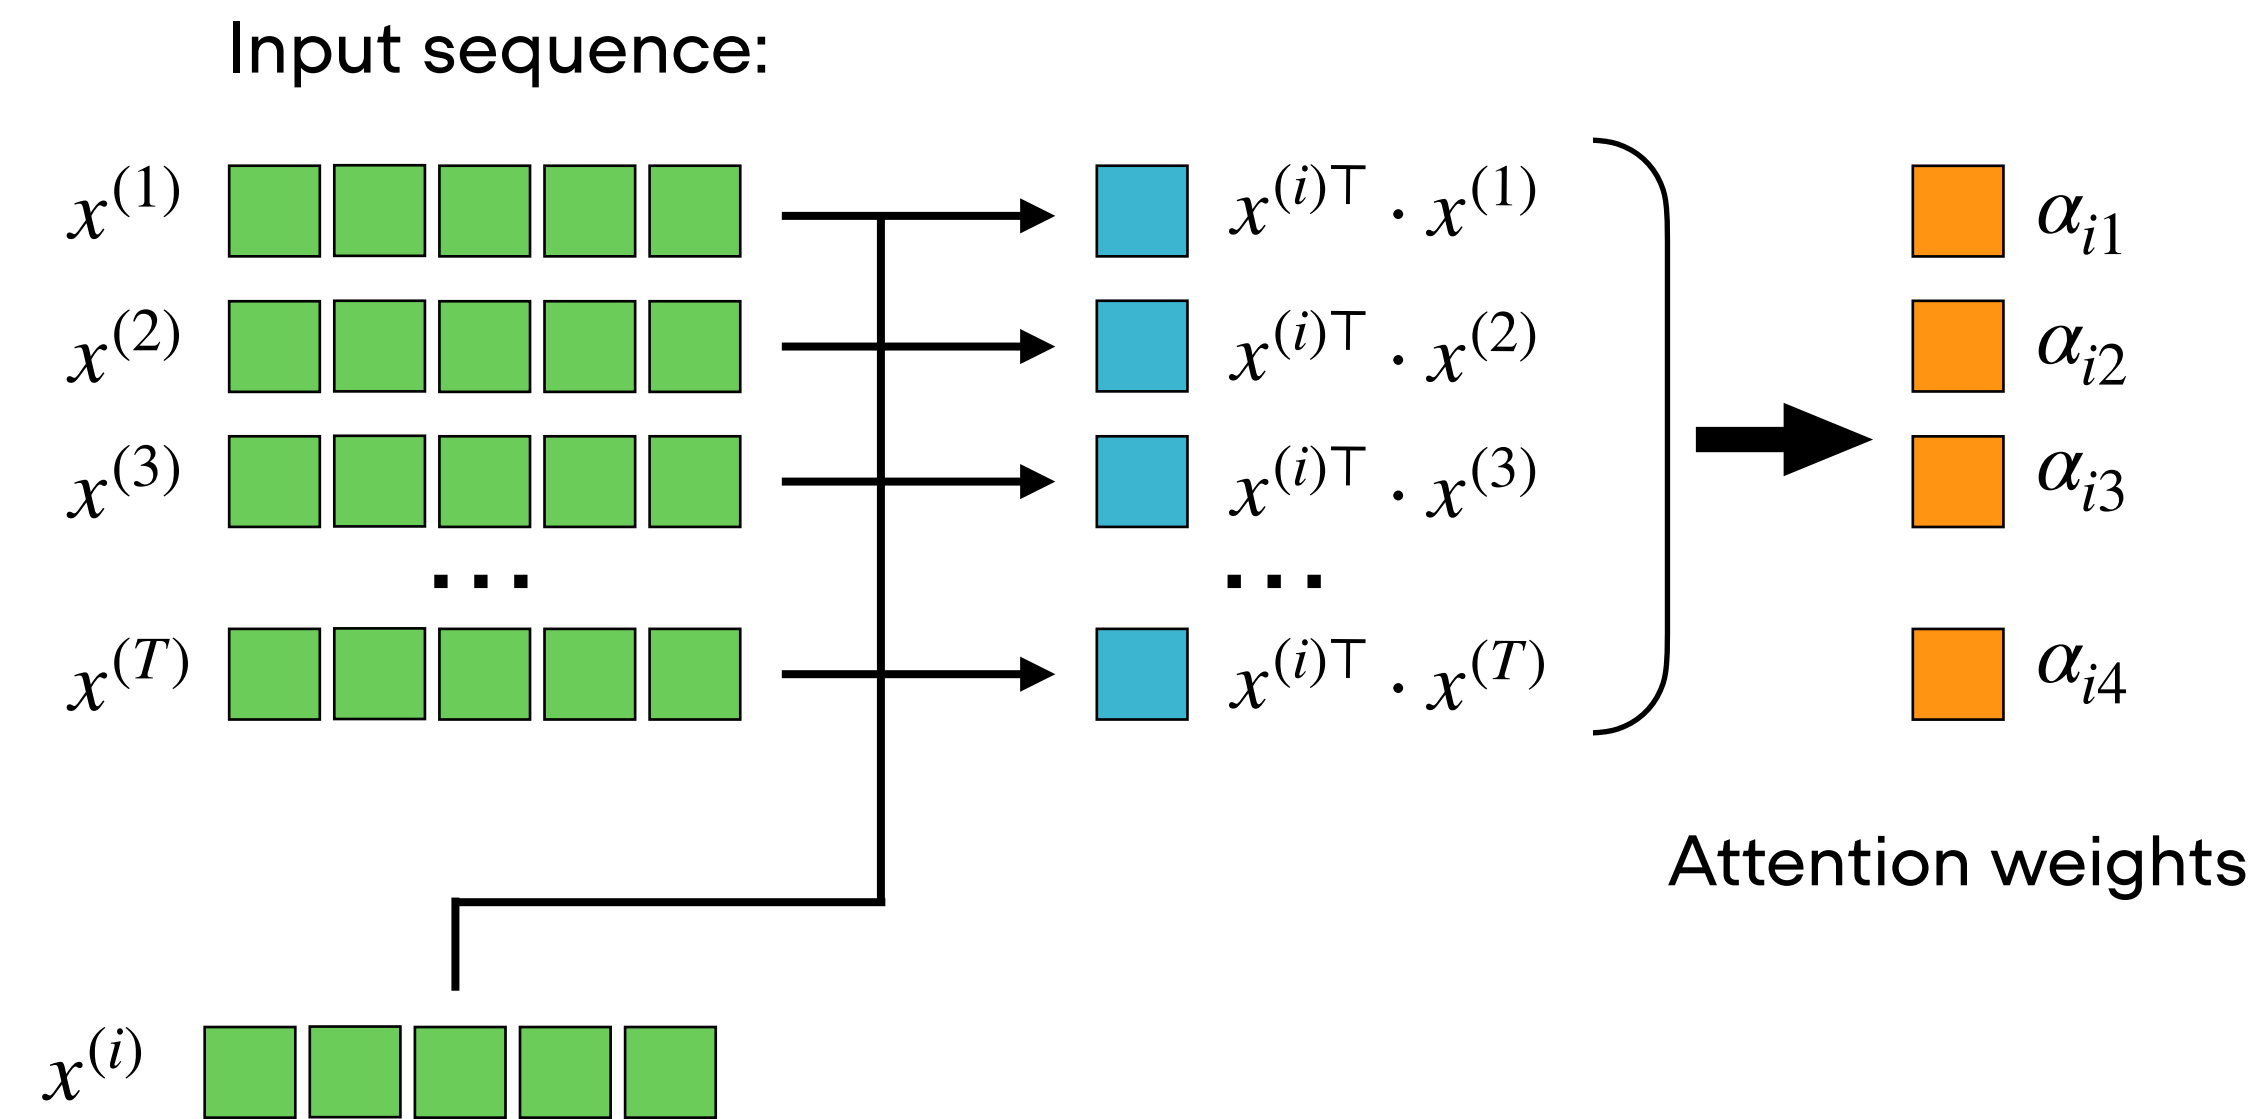 Input sequence:
x^(1) x^(i)⊤ · x^(1) α_i1
x^(2) x^(i)⊤ · x^(2) α_i2
x^(3) x^(i)⊤ · x^(3) α_i3
... ...
x^(T) x^(i)⊤ · x^(T) α_i4
Attention weights
x^(i)